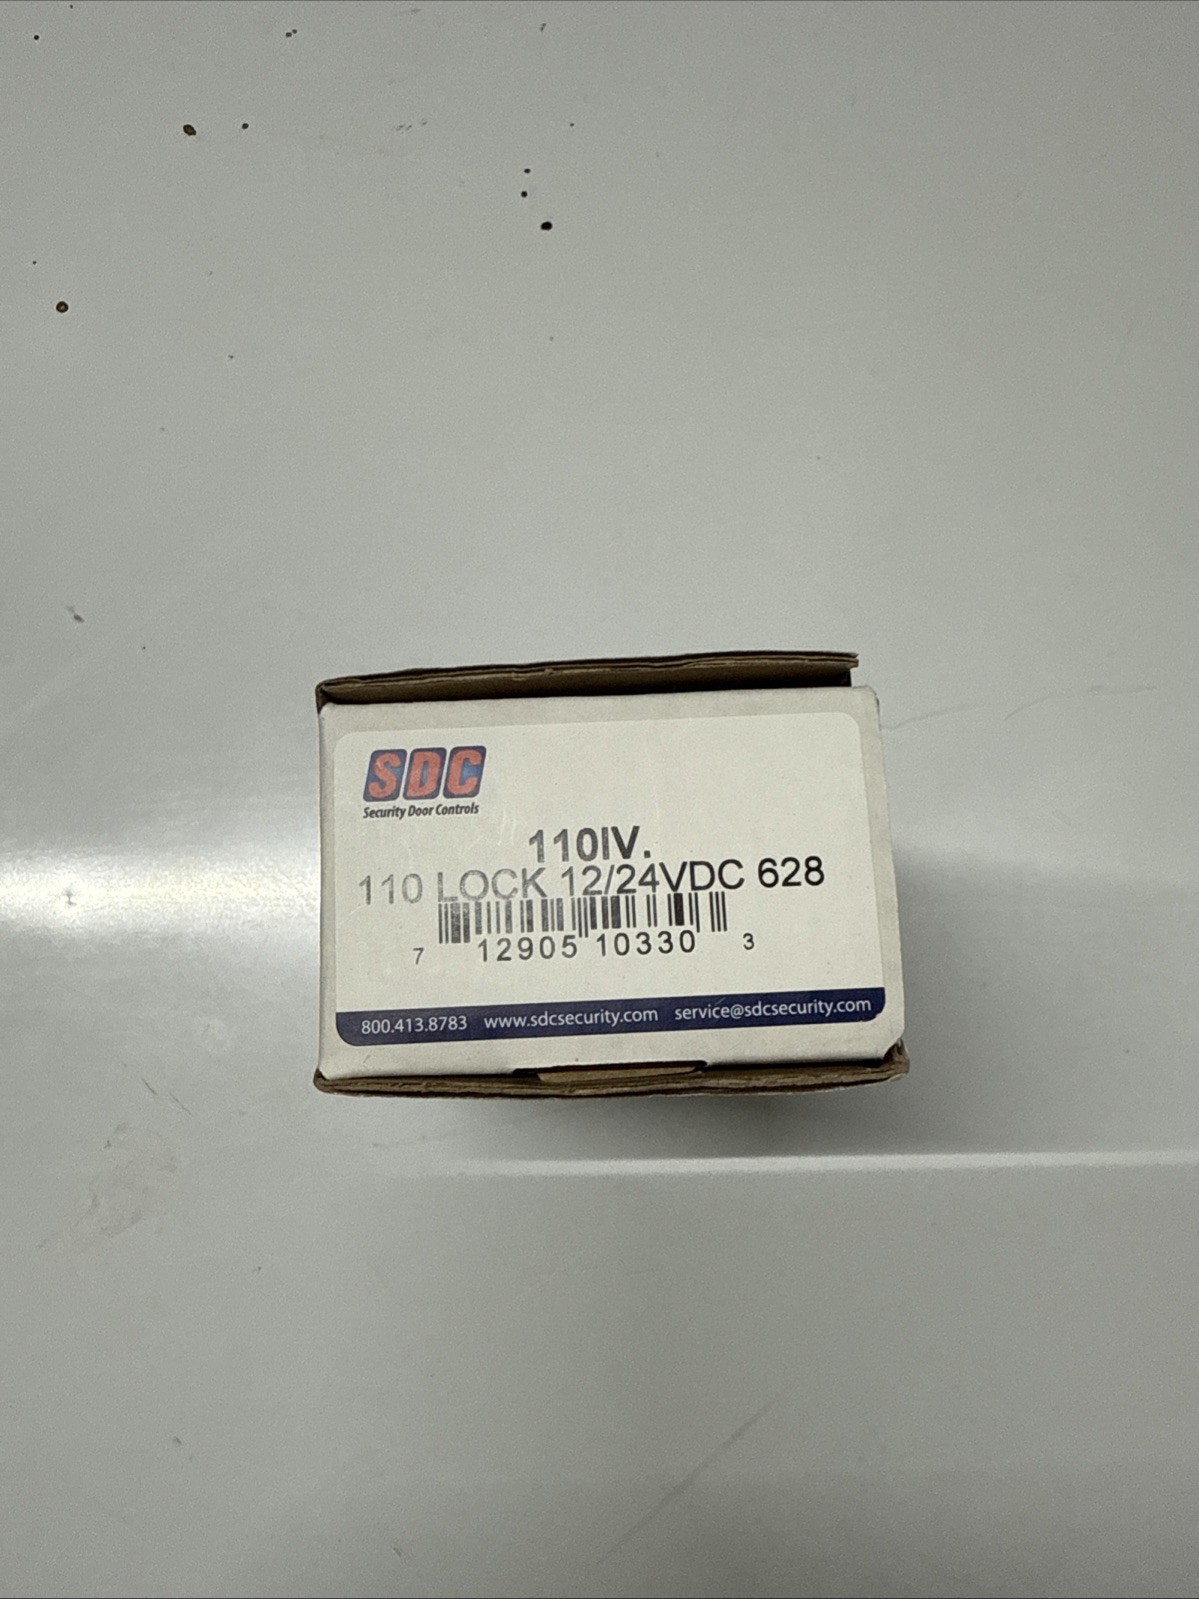 SDC
Security Door Controls
110IV.
110 LOCK 12/24VDC 628
7 12905 10330 3
800.413.8783 www.sdcsecurity.com service@sdcsecurity.com